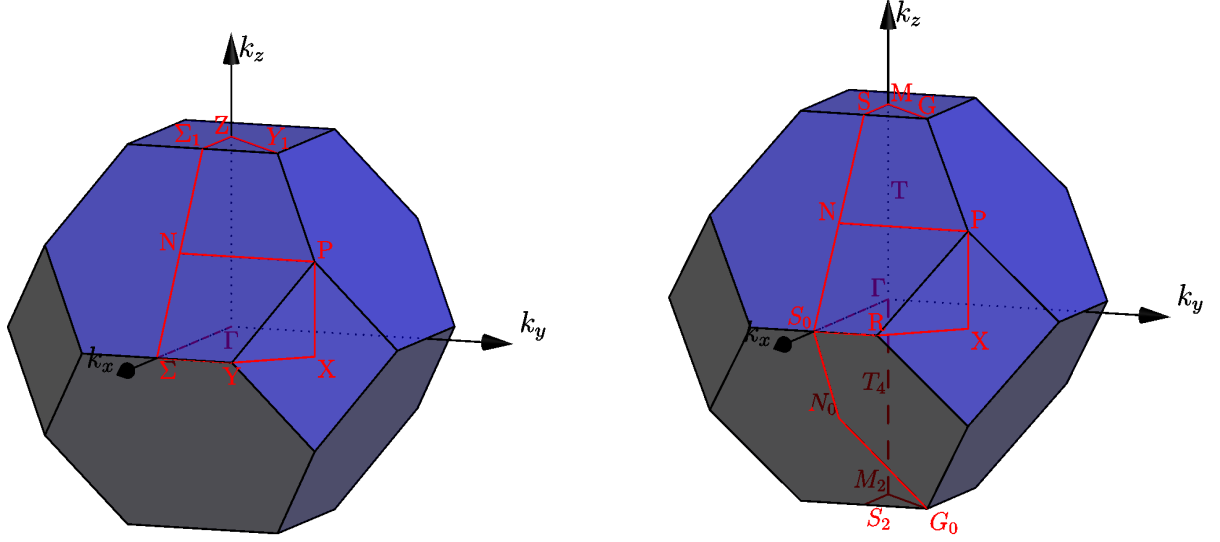 k_z
Z
Σ_1
Y_1
N
P
k_y
Γ
k_x
Σ
Y
X
k_z
S
M
G
T
N
P
Γ
k_y
S_0
R
X
k_x
T_4
N_0
M_2
S_2
G_0